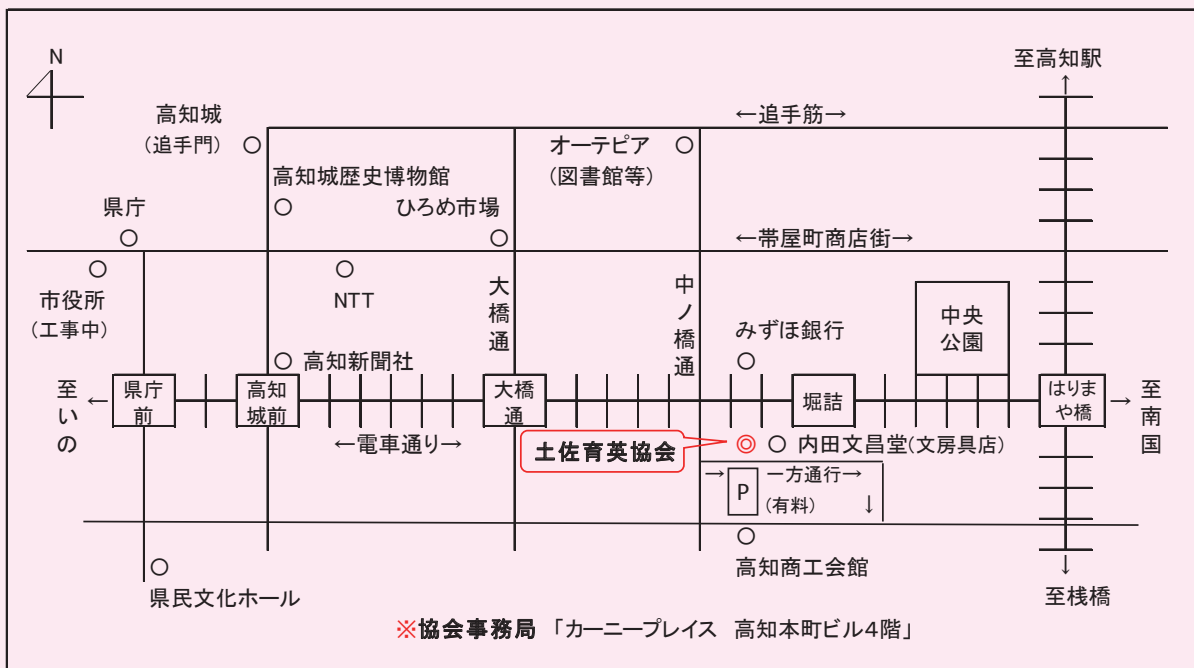 N
至高知駅
高知城
(追手門)
←追手筋→
オーテピア
(図書館等)
高知城歴史博物館
県庁
ひろめ市場
←帯屋町商店街→
市役所
(工事中)
NTT
大橋通
中ノ橋通
みずほ銀行
中央
公園
高知新聞社
至いの
←
県庁
前
高知
城前
大橋
通
堀詰
はりま
や橋
→
至南国
←電車通り→
土佐育英協会
◎
内田文昌堂(文房具店)
→
P
一方通行→
(有料)
↓
高知商工会館
県民文化ホール
↓
至桟橋
※協会事務局 「カーニープレイス 高知本町ビル4階」